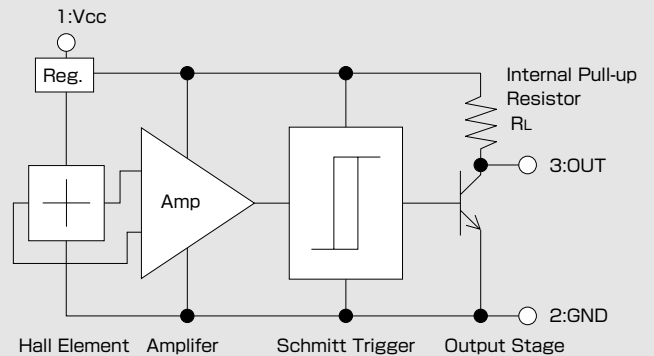 1:Vcc
Reg.
Internal Pull-up
Resistor
RL
3:OUT
Amp
2:GND
Hall Element
Amplifer
Schmitt Trigger
Output Stage